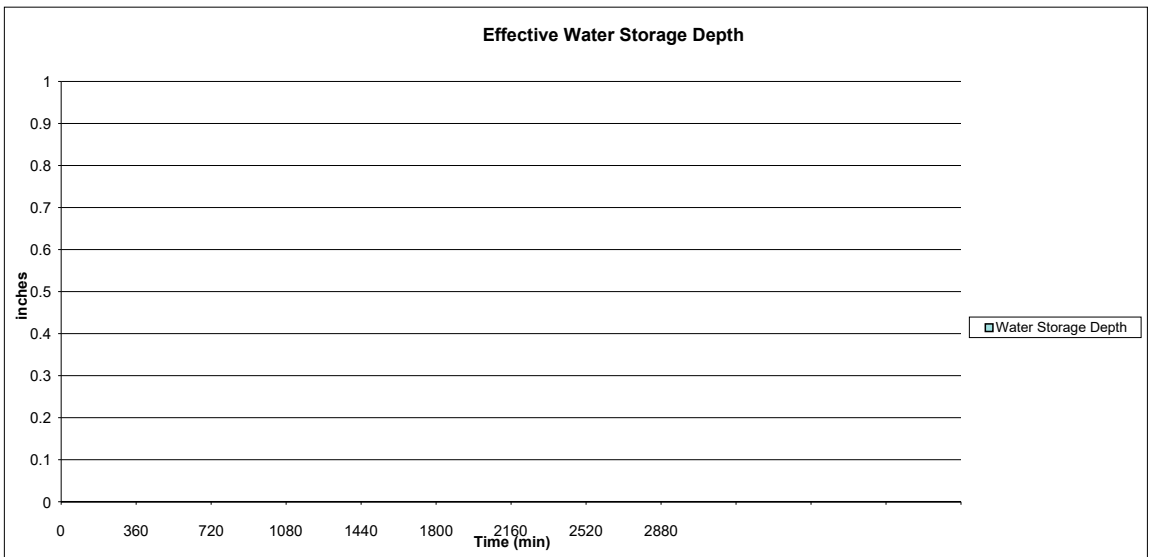 Effective Water Storage Depth
1
0.9
0.8
0.7
0.6
0.5
0.4
0.3
0.2
0.1
0
inches
Water Storage Depth
0 360 720 1080 1440 1800 2160 2520 2880
Time (min)